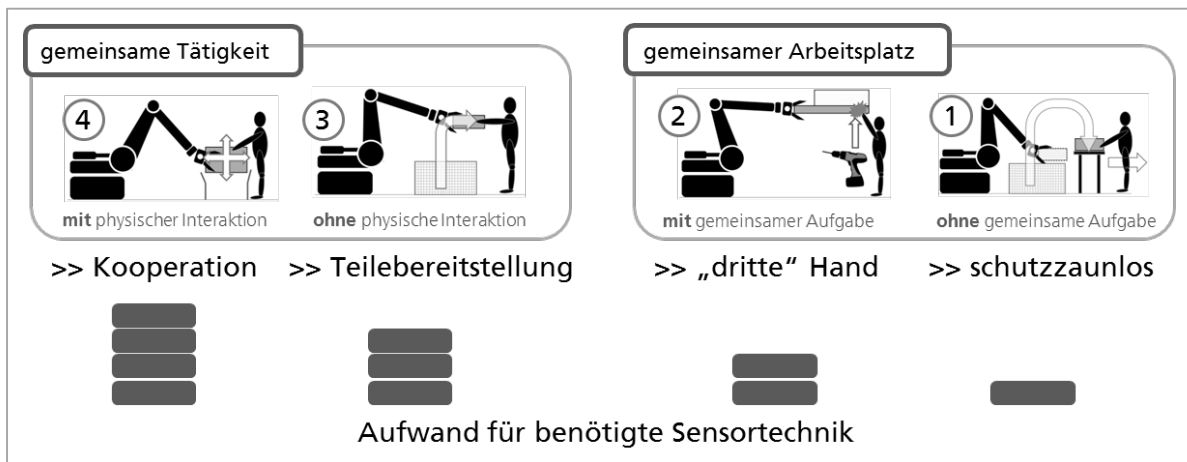 gemeinsame Tätigkeit
gemeinsamer Arbeitsplatz
4
3
2
1
mit physischer Interaktion
ohne physische Interaktion
mit gemeinsamer Aufgabe
ohne gemeinsame Aufgabe
>> Kooperation
>> Teilebereitstellung
>> „dritte“ Hand
>> schutzzaunlos
Aufwand für benötigte Sensortechnik